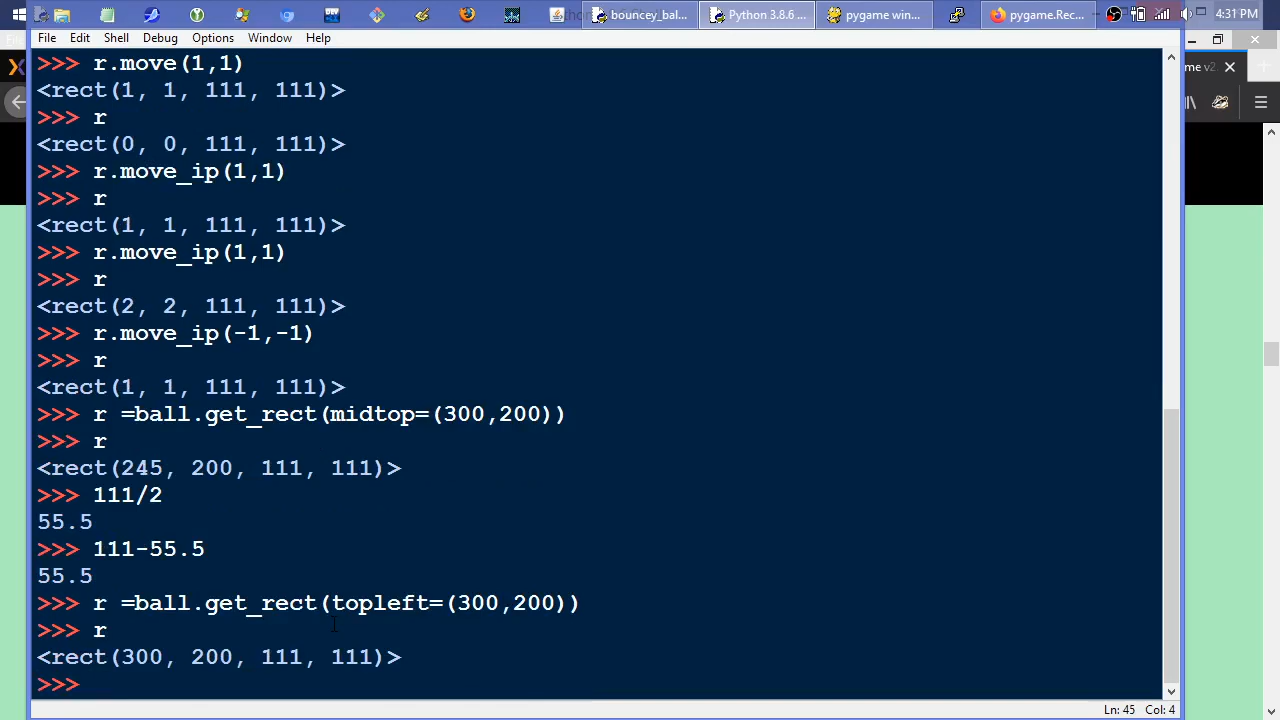 bouncey_bal...
Python 3.8.6 ...
pygame win...
pygame.Rec...
4:31 PM
File Edit Shell Debug Options Window Help
me v2
>>> r.move(1,1)
<rect(1, 1, 111, 111)>
>>> r
<rect(0, 0, 111, 111)>
>>> r.move_ip(1,1)
>>> r
<rect(1, 1, 111, 111)>
>>> r.move_ip(1,1)
>>> r
<rect(2, 2, 111, 111)>
>>> r.move_ip(-1,-1)
>>> r
<rect(1, 1, 111, 111)>
>>> r =ball.get_rect(midtop=(300,200))
>>> r
<rect(245, 200, 111, 111)>
>>> 111/2
55.5
>>> 111-55.5
55.5
>>> r =ball.get_rect(topleft=(300,200))
>>> r
<rect(300, 200, 111, 111)>
>>>
Ln: 45 Col: 4